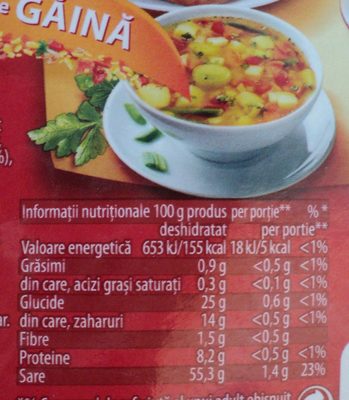 e GĂINĂ
%),
Informații nutriționale 100 g produs per porție** % *
deshidratat per porție**
Valoare energetică 653 kJ/155 kcal 18 kJ/5 kcal <1%
Grăsimi 0,9 g <0,5 g <1%
din care, acizi grași saturați 0,3 g <0,1 g <1%
Glucide 25 g 0,6 g <1%
ar. din care, zaharuri 14 g <0,5 g <1%
Fibre 1,5 g <0,5 g
Proteine 8,2 g <0,5 g <1%
Sare 55,3 g 1,4 g 23%